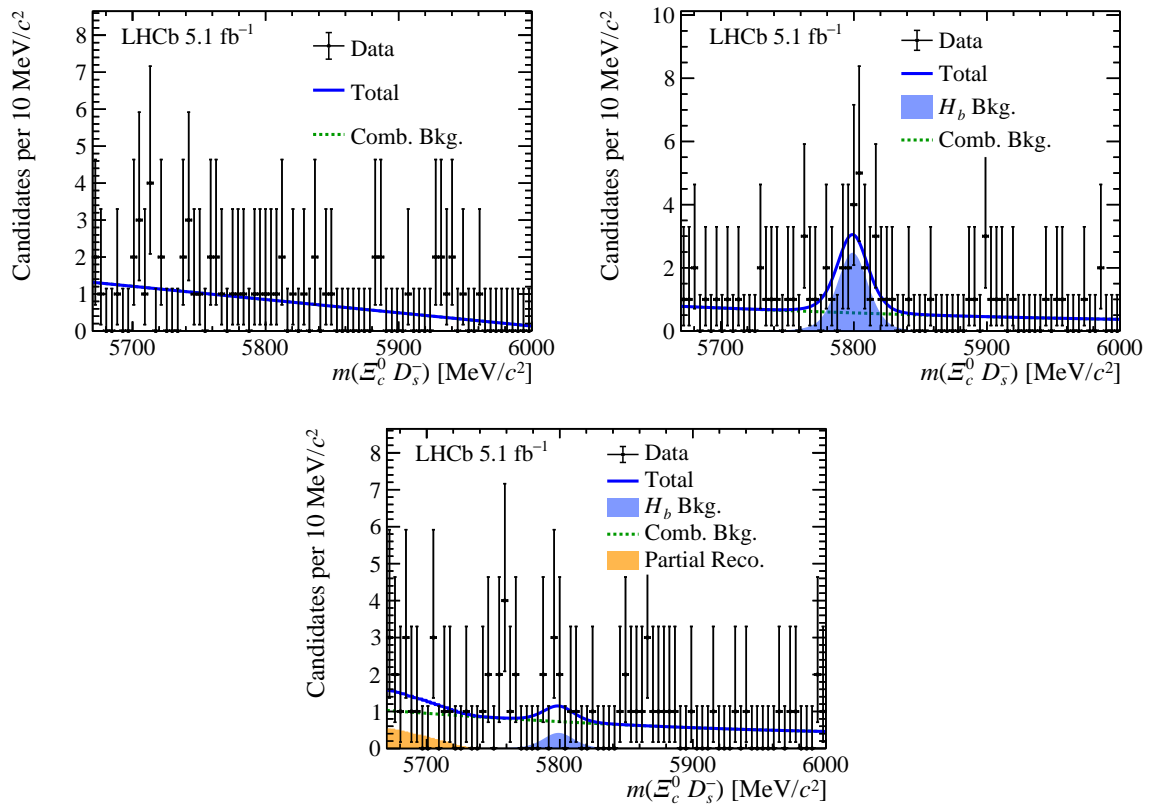 LHCb 5.1 fb⁻¹
Data
Total
Comb. Bkg.
Candidates per 10 MeV/c²
8
7
6
5
4
3
2
1
0
5700 5800 5900 6000
m(Ξc⁰ Ds⁻) [MeV/c²]
LHCb 5.1 fb⁻¹
Data
Total
Hb Bkg.
Comb. Bkg.
Candidates per 10 MeV/c²
10
8
6
4
2
0
5700 5800 5900 6000
m(Ξc⁰ Ds⁻) [MeV/c²]
LHCb 5.1 fb⁻¹
Data
Total
Hb Bkg.
Comb. Bkg.
Partial Reco.
Candidates per 10 MeV/c²
8
7
6
5
4
3
2
1
0
5700 5800 5900 6000
m(Ξc⁰ Ds⁻) [MeV/c²]